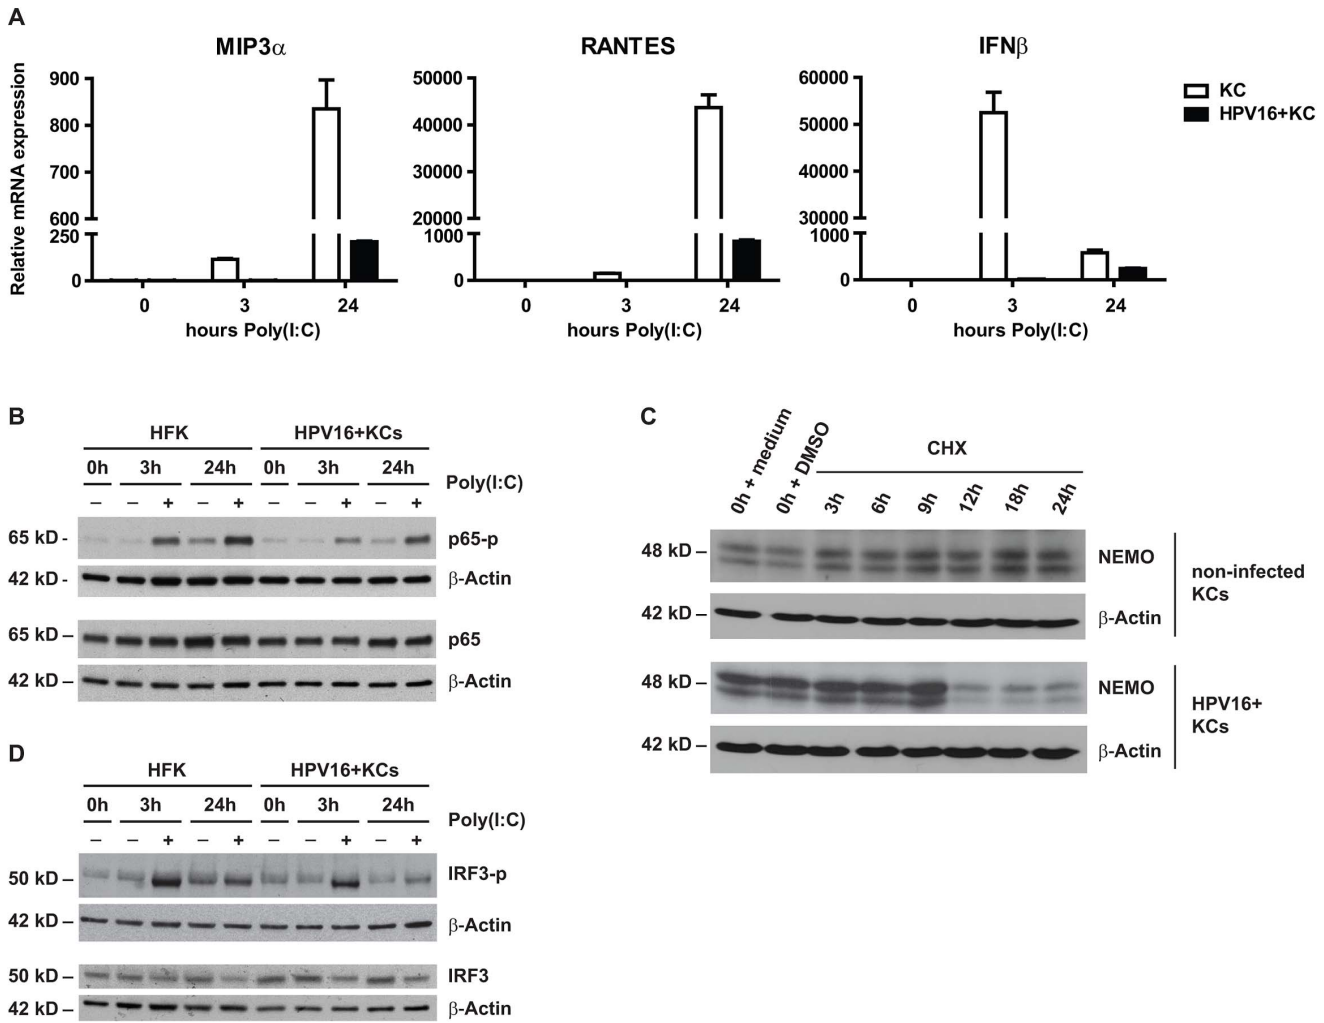 A
MIP3α
RANTES
IFNβ
Relative mRNA expression
900
800
700
600
250
0
0
3
24
hours Poly(I:C)
50000
40000
30000
20000
1000
0
0
3
24
hours Poly(I:C)
60000
50000
40000
30000
1000
0
0
3
24
hours Poly(I:C)
KC
HPV16+KC
B
HFK HPV16+KCs
0h 3h 24h 0h 3h 24h
Poly(I:C)
– – + – + – – + – +
65 kD - p65-p
42 kD - β-Actin
65 kD – p65
42 kD – β-Actin
C
0h + medium
0h + DMSO
CHX
3h
6h
9h
12h
18h
24h
48 kD – NEMO
42 kD – β-Actin
non-infected
KCs
48 kD – NEMO
42 kD – β-Actin
HPV16+
KCs
D
HFK HPV16+KCs
0h 3h 24h 0h 3h 24h
Poly(I:C)
– – + – + – – + – +
50 kD – IRF3-p
42 kD – β-Actin
50 kD – IRF3
42 kD – β-Actin